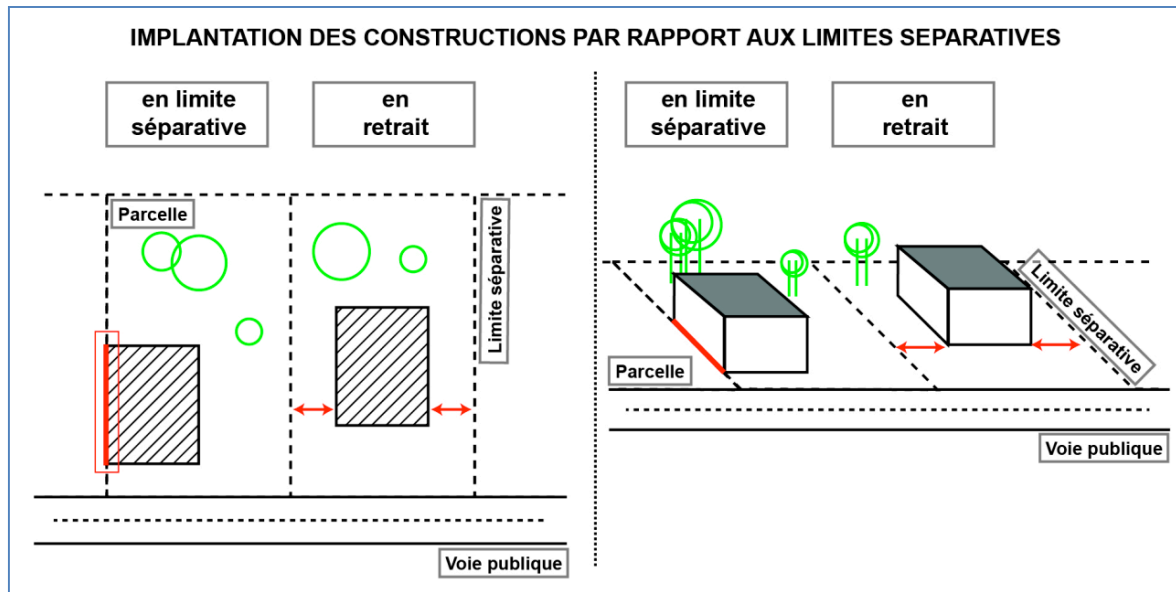 IMPLANTATION DES CONSTRUCTIONS PAR RAPPORT AUX LIMITES SEPARATIVES
en limite
séparative
en
retrait
Parcelle
Limite séparative
Voie publique
en limite
séparative
en
retrait
Limite séparative
Parcelle
Voie publique